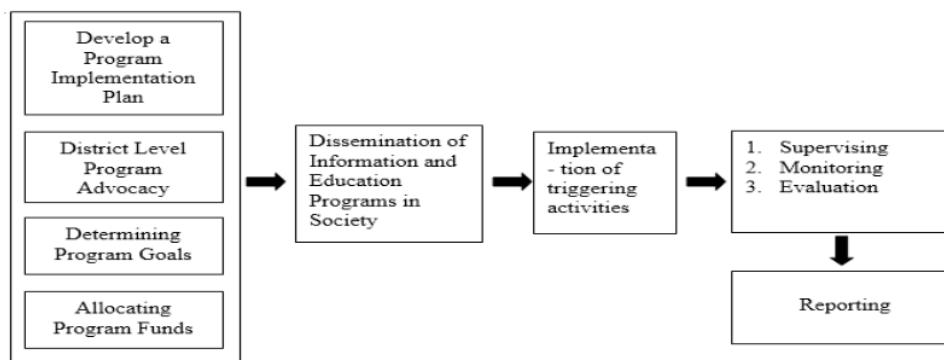 Develop a
Program
Implementation
Plan
District Level
Program
Advocacy
Determining
Program Goals
Allocating
Program Funds
Dissemination of
Information and
Education
Programs in
Society
Implementa
- tion of
triggering
activities
1. Supervising
2. Monitoring
3. Evaluation
Reporting